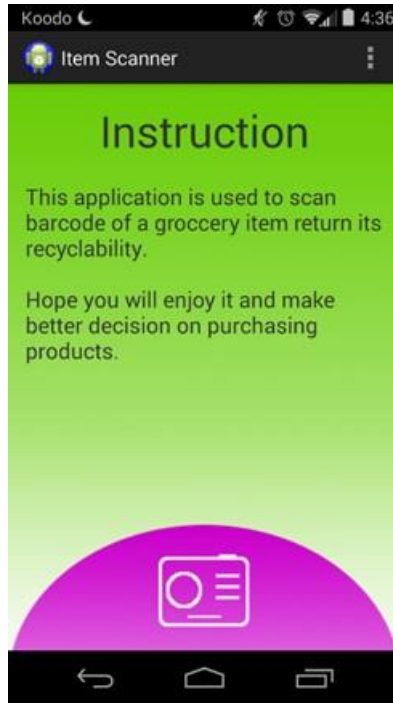 Koodo
4:36
Item Scanner
Instruction
This application is used to scan
barcode of a groccery item return its
recyclability.
Hope you will enjoy it and make
better decision on purchasing
products.